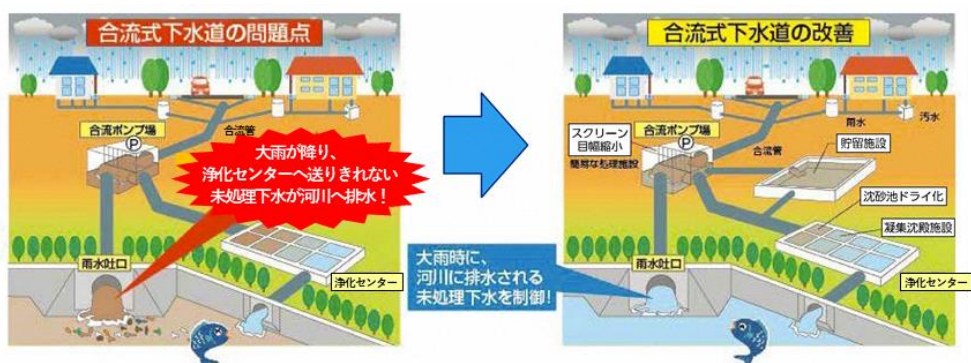 合流式下水道の問題点
合流ポンプ場
P
合流管
大雨が降り、
浄化センターへ送りきれない
未処理下水が河川へ排水！
雨水吐口
浄化センター
合流式下水道の改善
雨水
汚水
スクリーン
目幅縮小
簡易な処理施設
合流ポンプ場
P
合流管
貯留施設
沈砂池ドライ化
凝集沈殿施設
大雨時に、
河川に排水される
未処理下水を制御!
雨水吐口
浄化センター